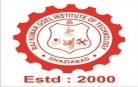 RAJ KUMAR GOEL INSTITUTE OF TECHNOLOGY
GHAZIABAD
Estd : 2000